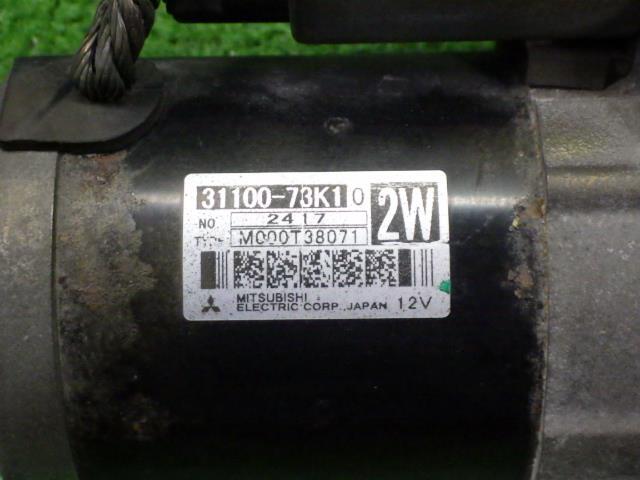 31100-73K10 2W
NO 2417
TYPE M000T38071
MITSUBISHI
ELECTRIC CORP., JAPAN 12V